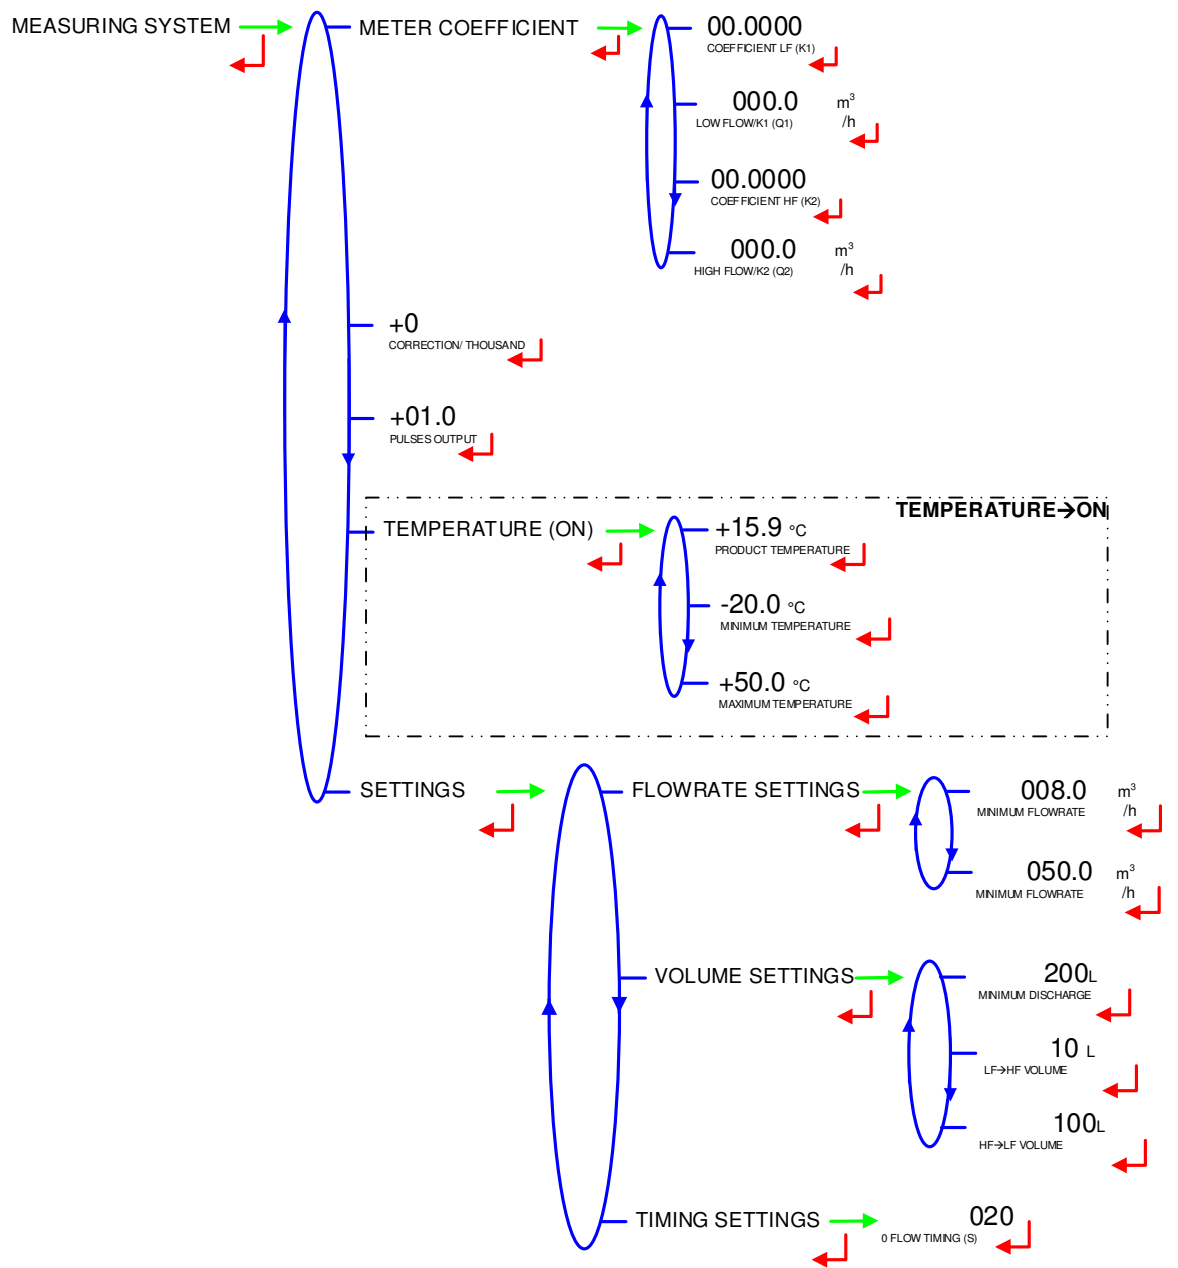 MEASURING SYSTEM
METER COEFFICIENT
00.0000
COEFFICIENT LF (K1)
000.0 m³
/h
LOW FLOW/K1 (Q1)
00.0000
COEFFICIENT HF (K2)
000.0 m³
/h
HIGH FLOW/K2 (Q2)
+0
CORRECTION/ THOUSAND
+01.0
PULSES OUTPUT
TEMPERATURE→ON
TEMPERATURE (ON)
+15.9 °C
PRODUCT TEMPERATURE
-20.0 °C
MINIMUM TEMPERATURE
+50.0 °C
MAXIMUM TEMPERATURE
SETTINGS
FLOWRATE SETTINGS
008.0 m³
/h
MINIMUM FLOWRATE
050.0 m³
/h
MINIMUM FLOWRATE
VOLUME SETTINGS
200L
MINIMUM DISCHARGE
10 L
LF→HF VOLUME
100L
HF→LF VOLUME
TIMING SETTINGS
020
0 FLOW TIMING (S)